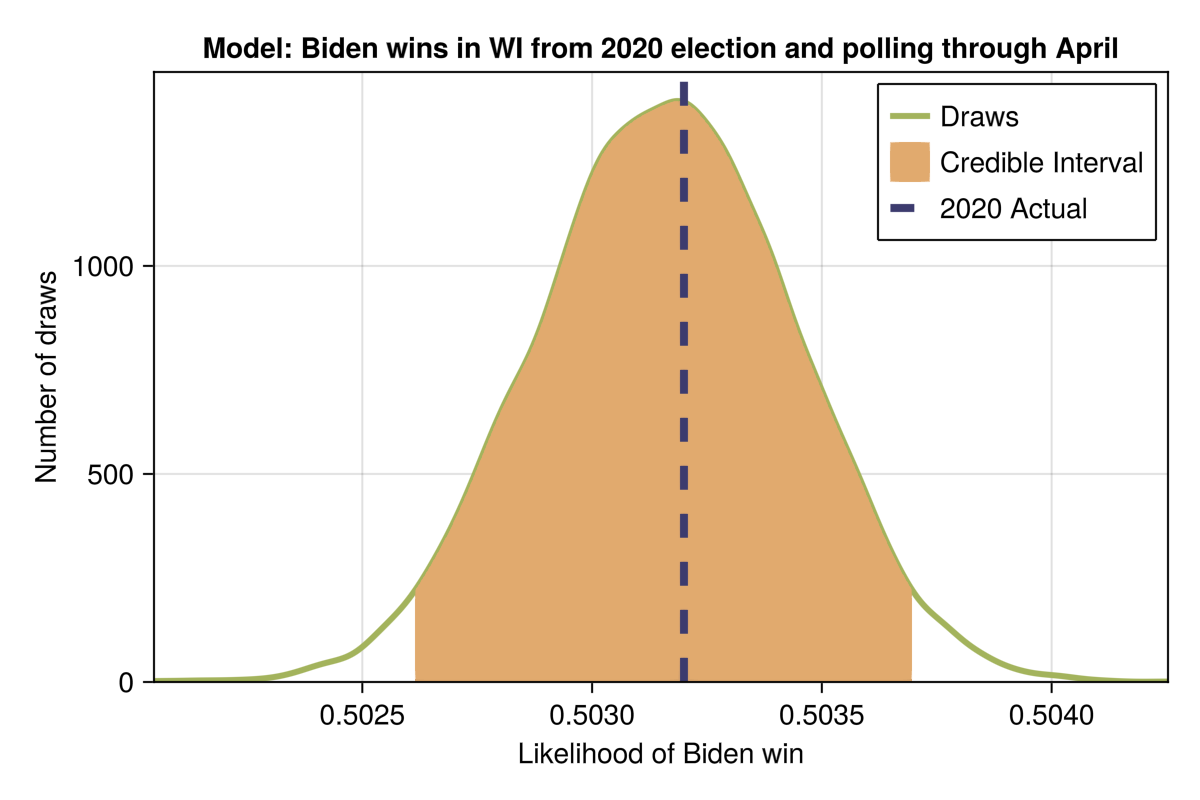 Model: Biden wins in WI from 2020 election and polling through April
Draws
Credible Interval
2020 Actual
Number of draws
1000
500
0
0.5025
0.5030
0.5035
0.5040
Likelihood of Biden win